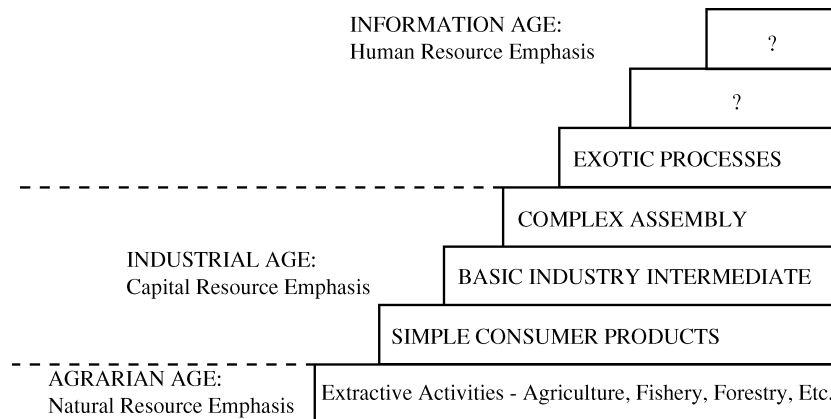 INFORMATION AGE:
Human Resource Emphasis
?
?
EXOTIC PROCESSES
COMPLEX ASSEMBLY
INDUSTRIAL AGE:
Capital Resource Emphasis
BASIC INDUSTRY INTERMEDIATE
SIMPLE CONSUMER PRODUCTS
AGRARIAN AGE:
Natural Resource Emphasis
Extractive Activities - Agriculture, Fishery, Forestry, Etc.